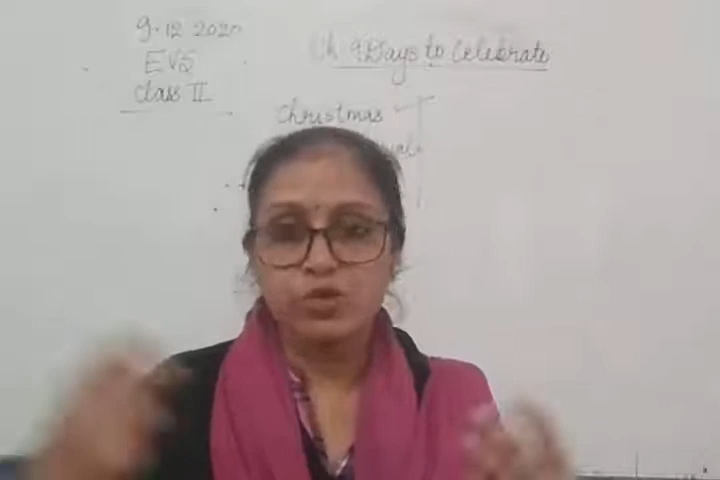 9.12 2020
EVS
Class II
Ch 9 Days to Celebrate
Christmas